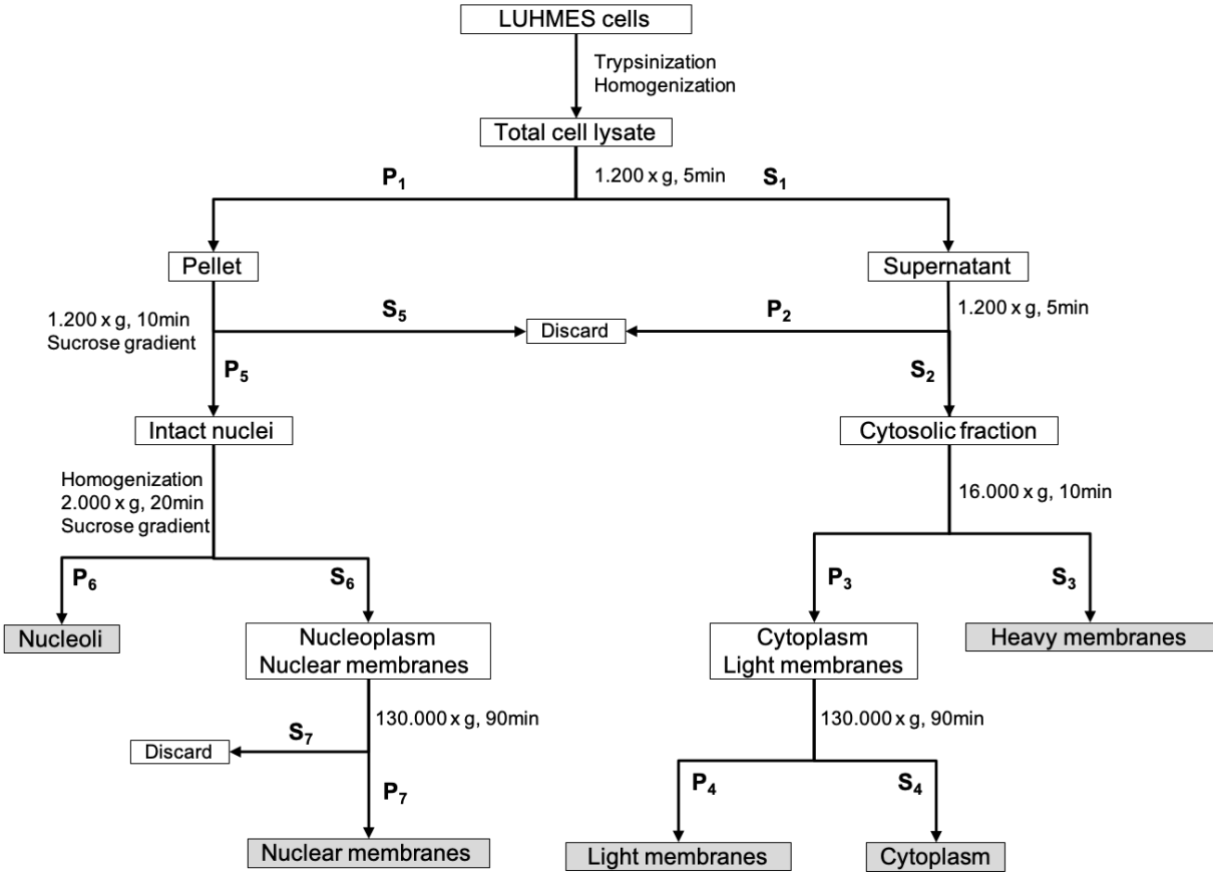 LUHMES cells
Trypsinization
Homogenization
Total cell lysate
P1
1.200 x g, 5min
S1
Pellet
Supernatant
1.200 x g, 10min
Sucrose gradient
S5
Discard
P2
1.200 x g, 5min
P5
S2
Intact nuclei
Cytosolic fraction
Homogenization
2.000 x g, 20min
Sucrose gradient
16.000 x g, 10min
P6
S6
P3
S3
Nucleoli
Nucleoplasm
Nuclear membranes
Cytoplasm
Light membranes
Heavy membranes
130.000 x g, 90min
130.000 x g, 90min
S7
Discard
P7
P4
S4
Nuclear membranes
Light membranes
Cytoplasm